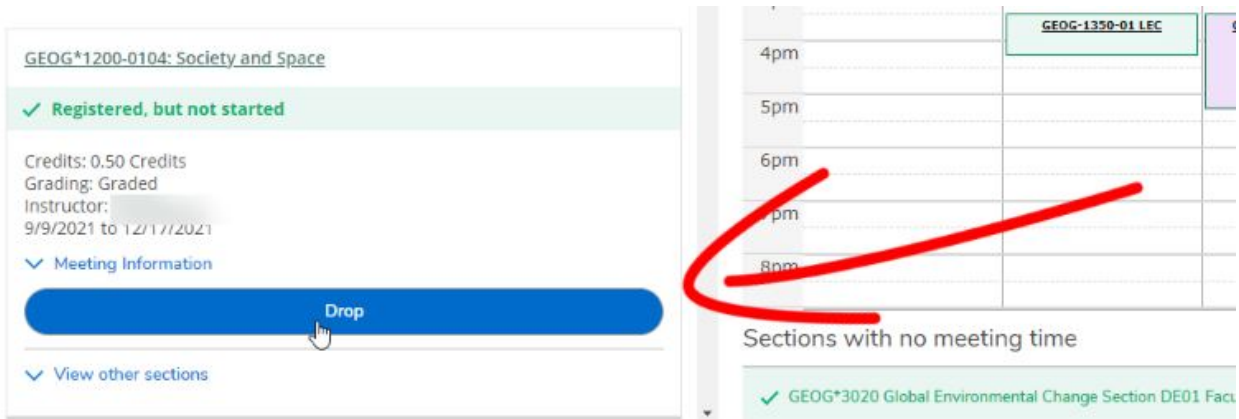 GEOG*1200-0104: Society and Space
Registered, but not started
Credits: 0.50 Credits
Grading: Graded
Instructor:
9/9/2021 to 12/17/2021
Meeting Information
Drop
View other sections
GEOG-1350-01 LEC
4pm
5pm
6pm
pm
8pm
Sections with no meeting time
GEOG*3020 Global Environmental Change Section DE01 Facu